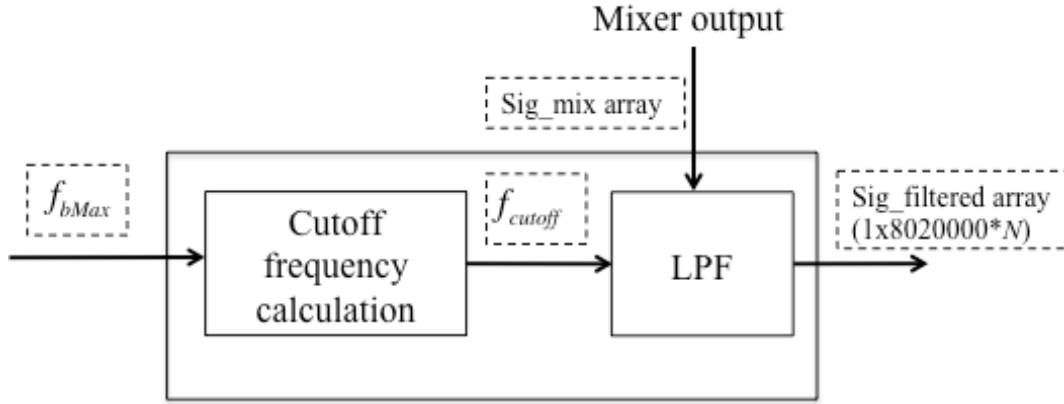 Mixer output
Sig_mix array
f_bMax
Cutoff
frequency
calculation
f_cutoff
LPF
Sig_filtered array
(1x8020000*N)